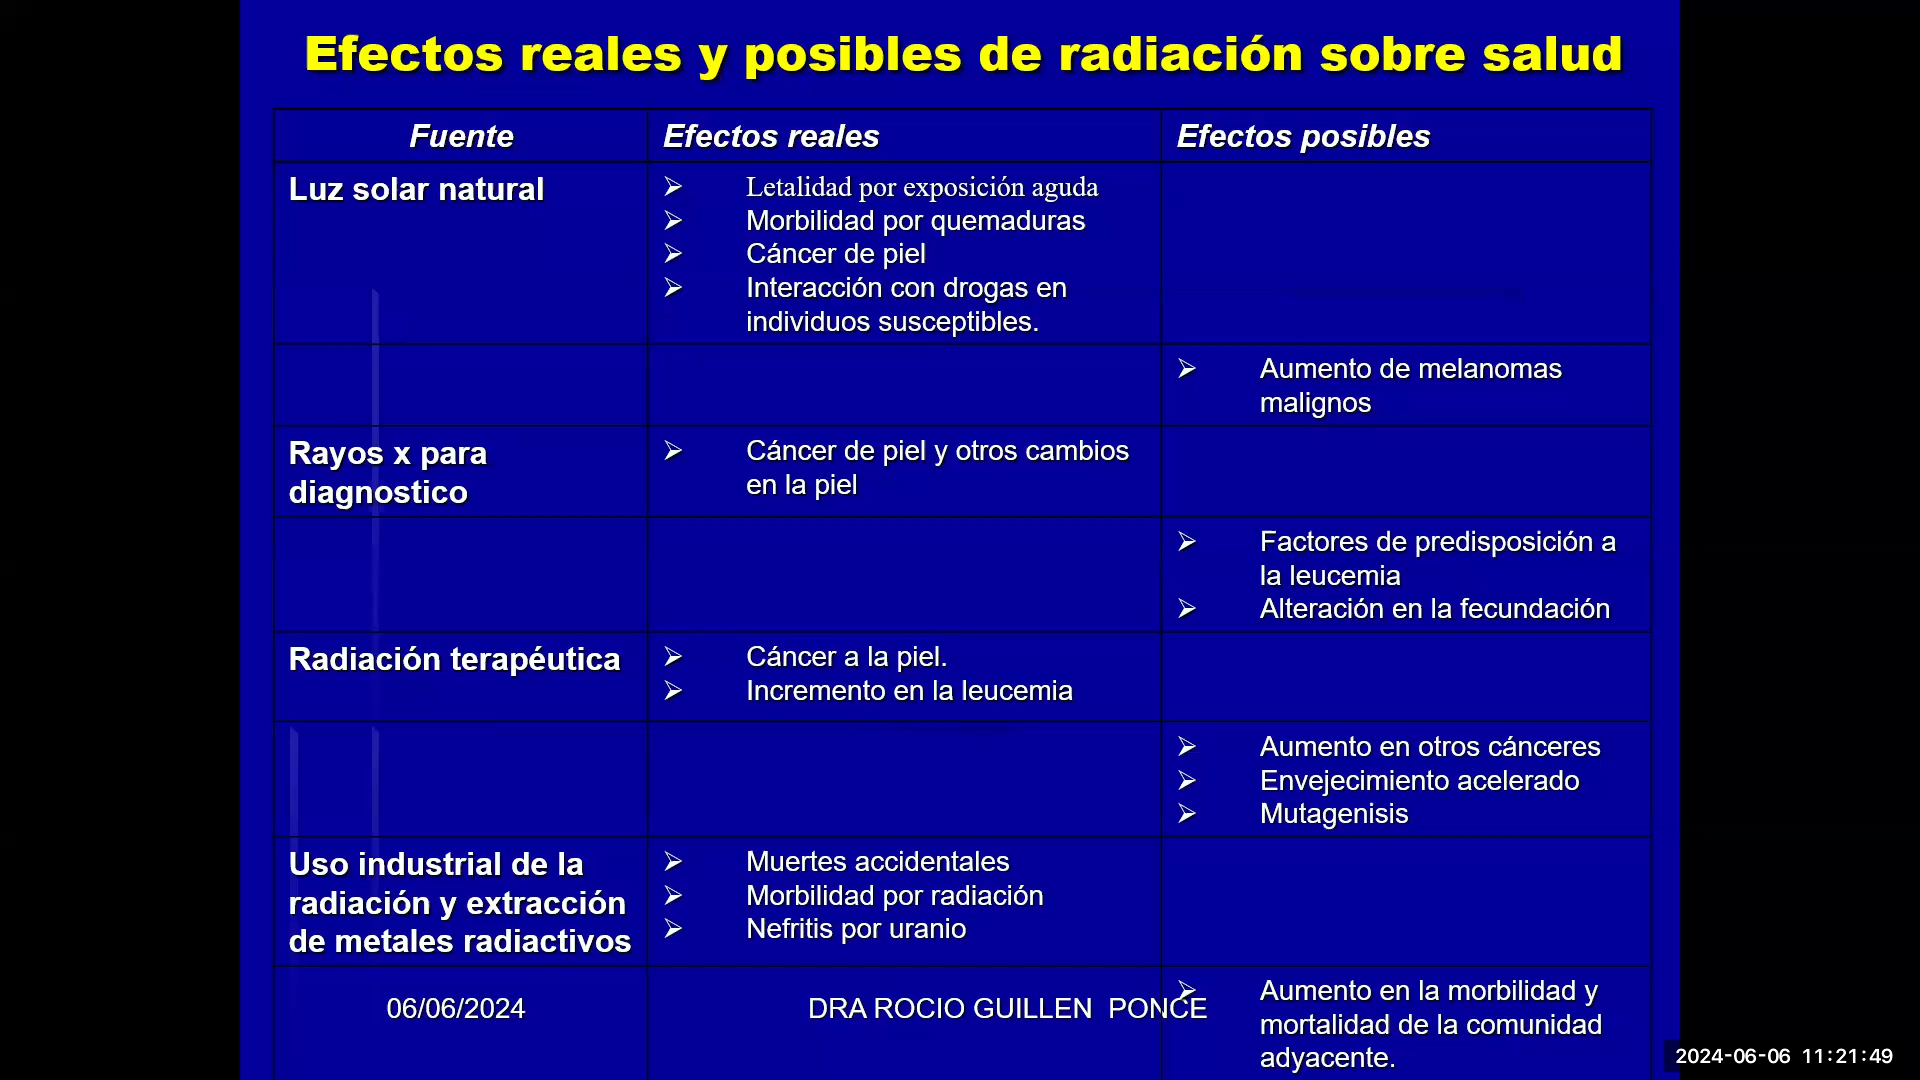 Efectos reales y posibles de radiación sobre salud
Fuente
Efectos reales
Efectos posibles
Luz solar natural
Letalidad por exposición aguda
Morbilidad por quemaduras
Cáncer de piel
Interacción con drogas en
individuos susceptibles.
Aumento de melanomas
malignos
Rayos x para
diagnostico
Cáncer de piel y otros cambios
en la piel
Factores de predisposición a
la leucemia
Alteración en la fecundación
Radiación terapéutica
Cáncer a la piel.
Incremento en la leucemia
Aumento en otros cánceres
Envejecimiento acelerado
Mutagenisis
Uso industrial de la
radiación y extracción
de metales radiactivos
Muertes accidentales
Morbilidad por radiación
Nefritis por uranio
Aumento en la morbilidad y
mortalidad de la comunidad
adyacente.
06/06/2024
DRA ROCIO GUILLEN  PONCE
2024-06-06 11:21:49